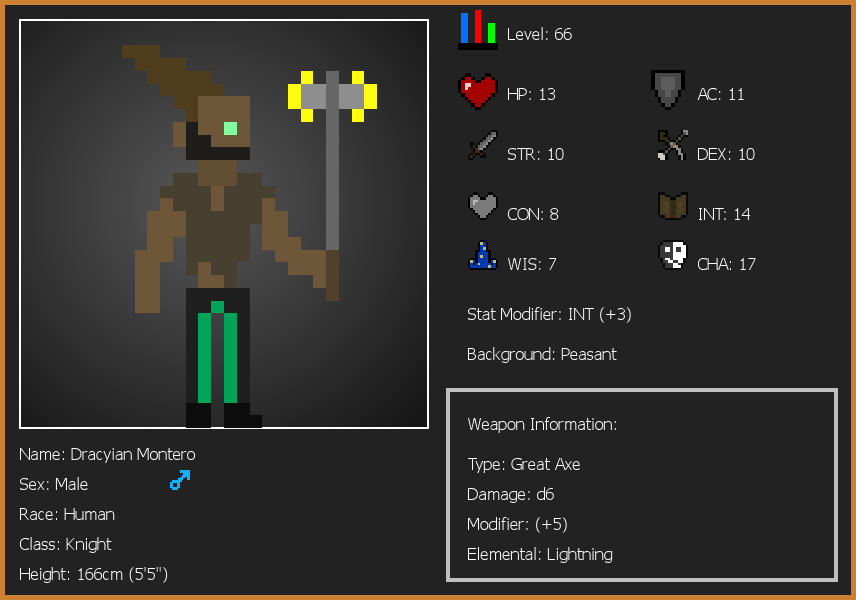 Level: 66
HP: 13
AC: 11
STR: 10
DEX: 10
CON: 8
INT: 14
WIS: 7
CHA: 17
Stat Modifier: INT (+3)
Background: Peasant
Weapon Information:
Type: Great Axe
Damage: d6
Modifier: (+5)
Elemental: Lightning
Name: Dracyian Montero
Sex: Male
Race: Human
Class: Knight
Height: 166cm (5'5")